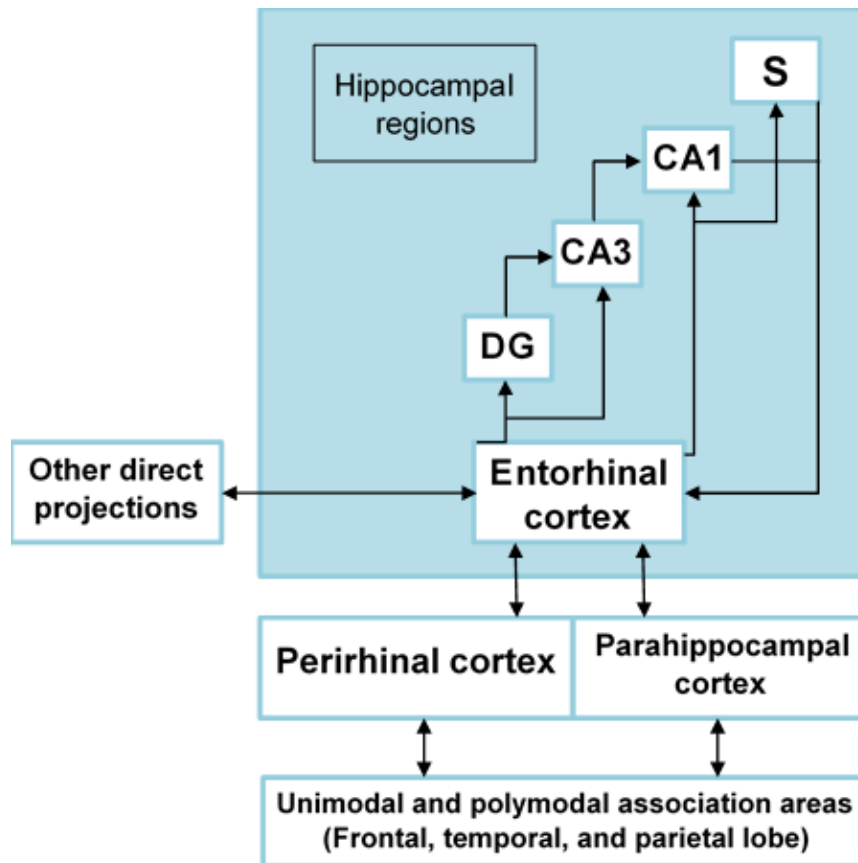 Hippocampal
regions
S
CA1
CA3
DG
Other direct
projections
Entorhinal
cortex
Perirhinal cortex
Parahippocampal
cortex
Unimodal and polymodal association areas
(Frontal, temporal, and parietal lobe)